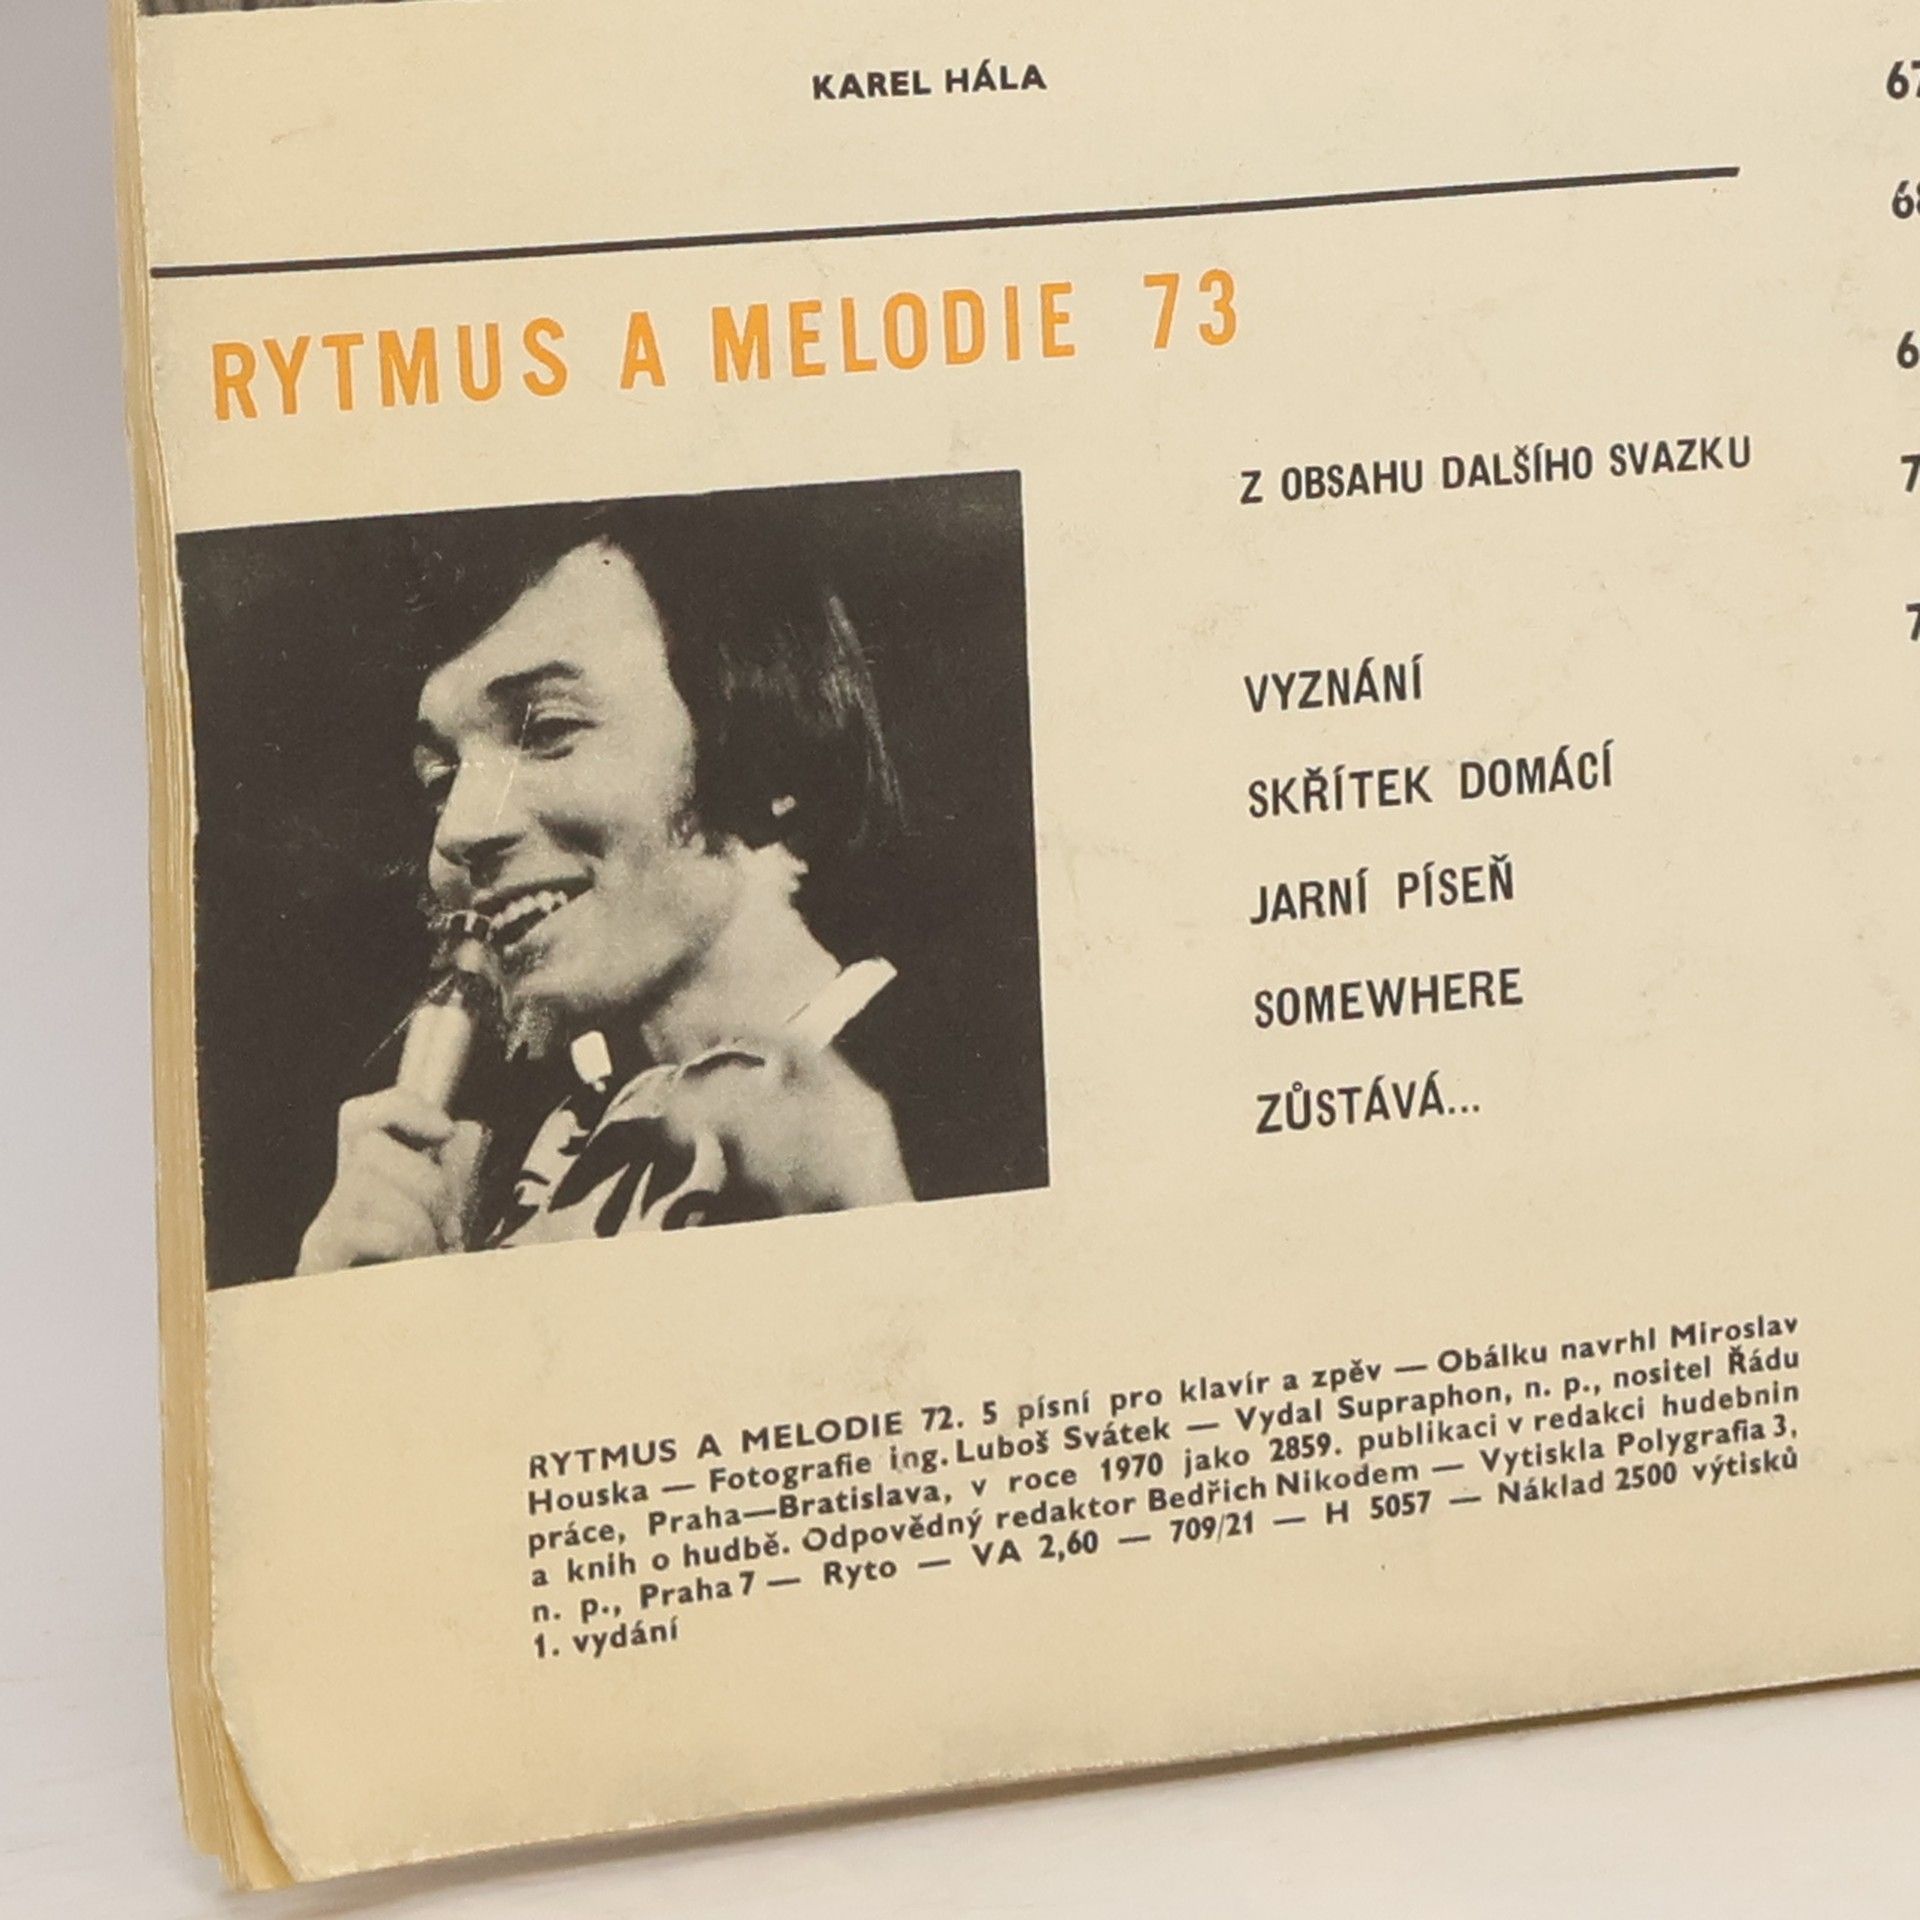 KAREL HÁLA
67
68
RYTMUS A MELODIE 73
Z OBSAHU DALŠÍHO SVAZKU
VYZNÁNÍ
SKŘÍTEK DOMÁCÍ
JARNÍ PÍSEŇ
SOMEWHERE
ZŮSTÁVÁ...
RYTMUS A MELODIE 72. 5 písní pro klavír a zpěv — Obálku navrhl Miroslav
Houska — Fotografie ing. Luboš Svátek — Vydal Supraphon, n. p., nositel Řádu
práce, Praha—Bratislava, v roce 1970 jako 2859. publikaci v redakci hudebnin
a knih o hudbě. Odpovědný redaktor Bedřich Nikodem — Vytiskla Polygrafia 3,
n. p., Praha 7 — Ryto — VA 2,60 — 709/21 — H 5057 — Náklad 2500 výtisků
1. vydání